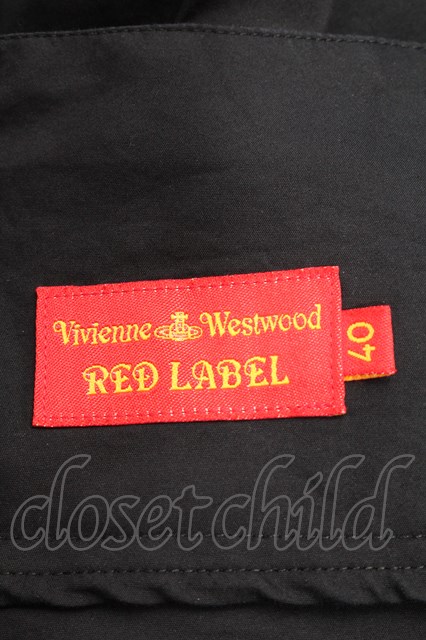 Vivienne Westwood
RED LABEL
40
closetchild